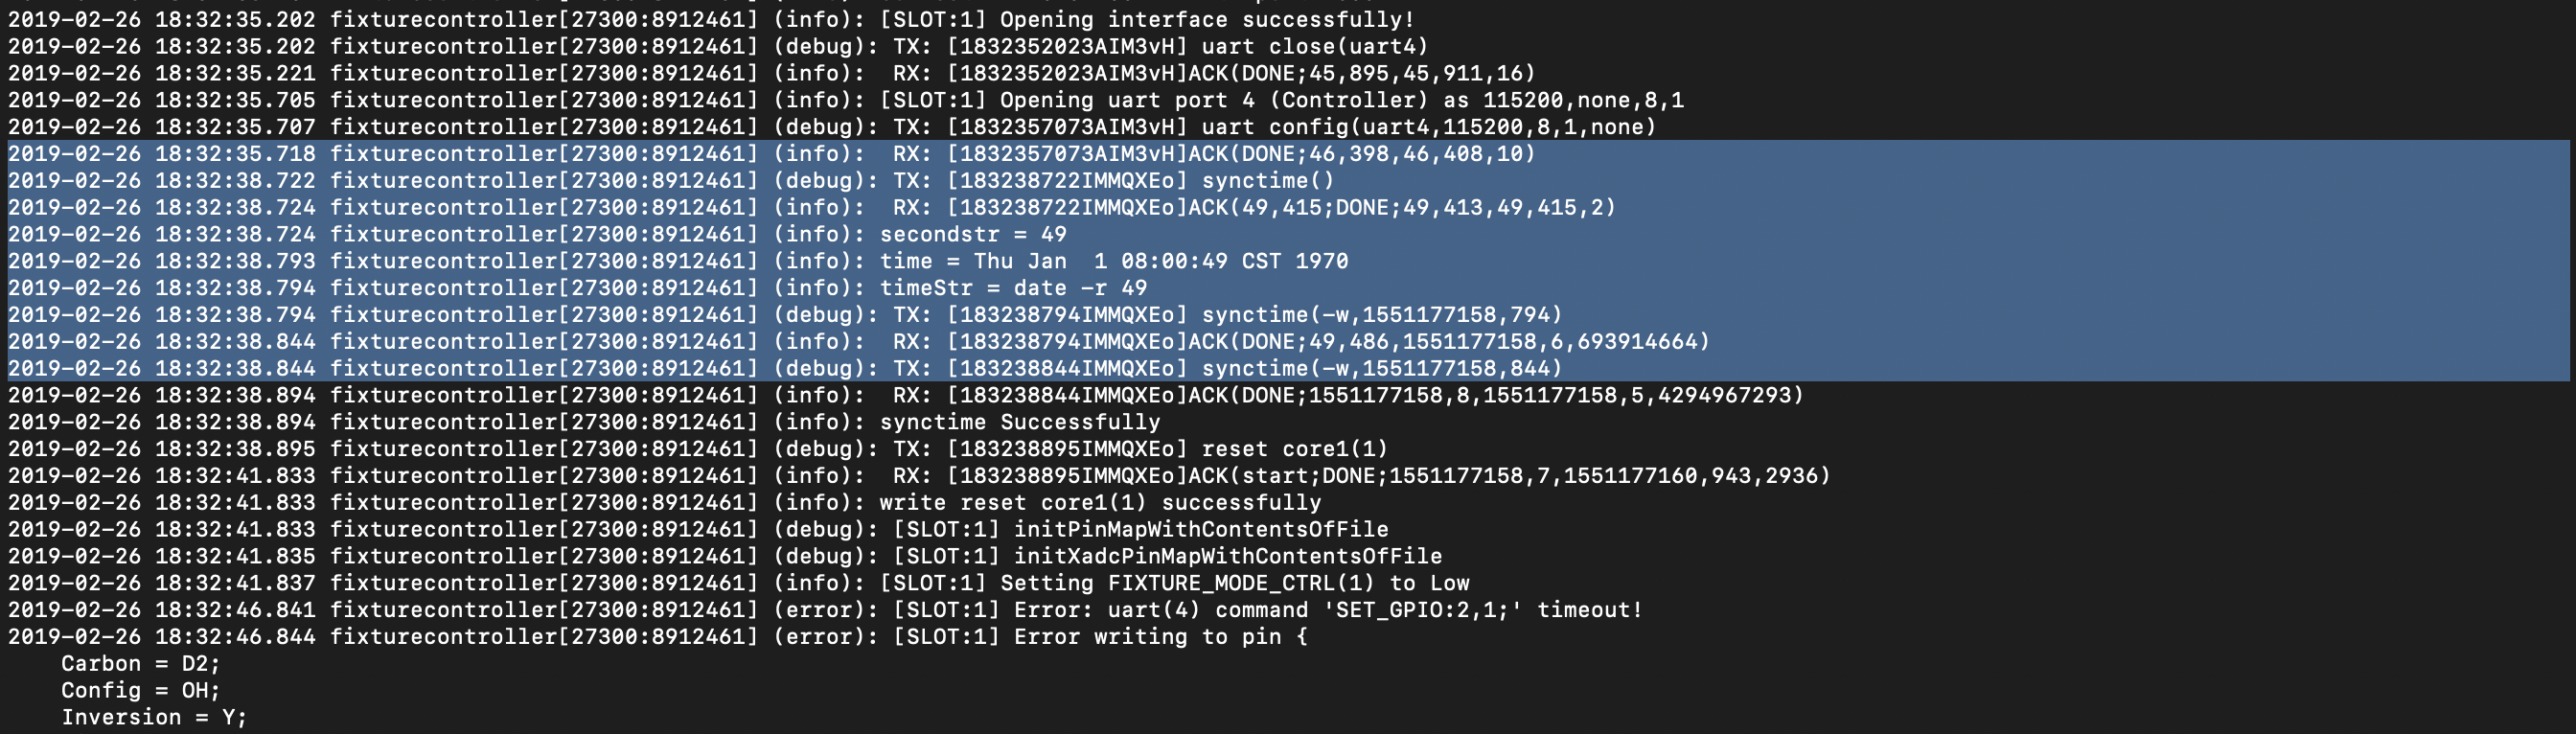 2019-02-26 18:32:35.202 fixturecontroller[27300:8912461] (info): [SLOT:1] Opening interface successfully!
2019-02-26 18:32:35.202 fixturecontroller[27300:8912461] (debug): TX: [1832352023AIM3vH] uart close(uart4)
2019-02-26 18:32:35.221 fixturecontroller[27300:8912461] (info):  RX: [1832352023AIM3vH]ACK(DONE;45,895,45,911,16)
2019-02-26 18:32:35.705 fixturecontroller[27300:8912461] (info): [SLOT:1] Opening uart port 4 (Controller) as 115200,none,8,1
2019-02-26 18:32:35.707 fixturecontroller[27300:8912461] (debug): TX: [1832357073AIM3vH] uart config(uart4,115200,8,1,none)
2019-02-26 18:32:35.718 fixturecontroller[27300:8912461] (info):  RX: [1832357073AIM3vH]ACK(DONE;46,398,46,408,10)
2019-02-26 18:32:38.722 fixturecontroller[27300:8912461] (debug): TX: [183238722IMMQXEo] synctime()
2019-02-26 18:32:38.724 fixturecontroller[27300:8912461] (info):  RX: [183238722IMMQXEo]ACK(49,415;DONE;49,413,49,415,2)
2019-02-26 18:32:38.724 fixturecontroller[27300:8912461] (info): secondstr = 49
2019-02-26 18:32:38.793 fixturecontroller[27300:8912461] (info): time = Thu Jan  1 08:00:49 CST 1970
2019-02-26 18:32:38.794 fixturecontroller[27300:8912461] (info): timeStr = date -r 49
2019-02-26 18:32:38.794 fixturecontroller[27300:8912461] (debug): TX: [183238794IMMQXEo] synctime(-w,1551177158,794)
2019-02-26 18:32:38.844 fixturecontroller[27300:8912461] (info):  RX: [183238794IMMQXEo]ACK(DONE;49,486,1551177158,6,693914664)
2019-02-26 18:32:38.844 fixturecontroller[27300:8912461] (debug): TX: [183238844IMMQXEo] synctime(-w,1551177158,844)
2019-02-26 18:32:38.894 fixturecontroller[27300:8912461] (info):  RX: [183238844IMMQXEo]ACK(DONE;1551177158,8,1551177158,5,4294967293)
2019-02-26 18:32:38.894 fixturecontroller[27300:8912461] (info): synctime Successfully
2019-02-26 18:32:38.895 fixturecontroller[27300:8912461] (debug): TX: [183238895IMMQXEo] reset core1(1)
2019-02-26 18:32:41.833 fixturecontroller[27300:8912461] (info):  RX: [183238895IMMQXEo]ACK(start;DONE;1551177158,7,1551177160,943,2936)
2019-02-26 18:32:41.833 fixturecontroller[27300:8912461] (info): write reset core1(1) successfully
2019-02-26 18:32:41.833 fixturecontroller[27300:8912461] (debug): [SLOT:1] initPinMapWithContentsOfFile
2019-02-26 18:32:41.835 fixturecontroller[27300:8912461] (debug): [SLOT:1] initXadcPinMapWithContentsOfFile
2019-02-26 18:32:41.837 fixturecontroller[27300:8912461] (info): [SLOT:1] Setting FIXTURE_MODE_CTRL(1) to Low
2019-02-26 18:32:46.841 fixturecontroller[27300:8912461] (error): [SLOT:1] Error: uart(4) command 'SET_GPIO:2,1;' timeout!
2019-02-26 18:32:46.844 fixturecontroller[27300:8912461] (error): [SLOT:1] Error writing to pin {
    Carbon = D2;
    Config = OH;
    Inversion = Y;